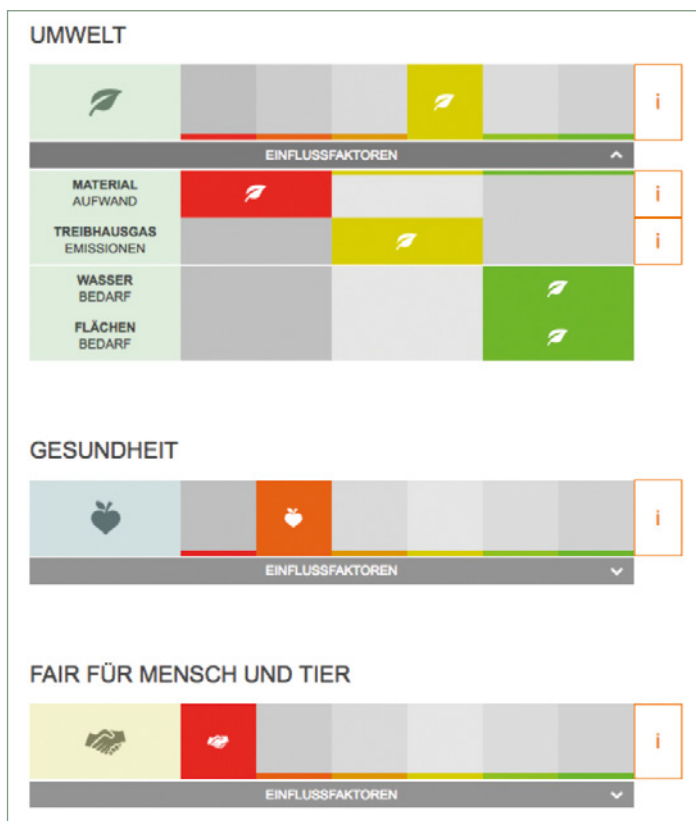 UMWELT
i
EINFLUSSFAKTOREN
MATERIAL
AUFWAND
i
TREIBHAUSGAS
EMISSIONEN
i
WASSER
BEDARF
FLÄCHEN
BEDARF
GESUNDHEIT
i
EINFLUSSFAKTOREN
FAIR FÜR MENSCH UND TIER
i
EINFLUSSFAKTOREN